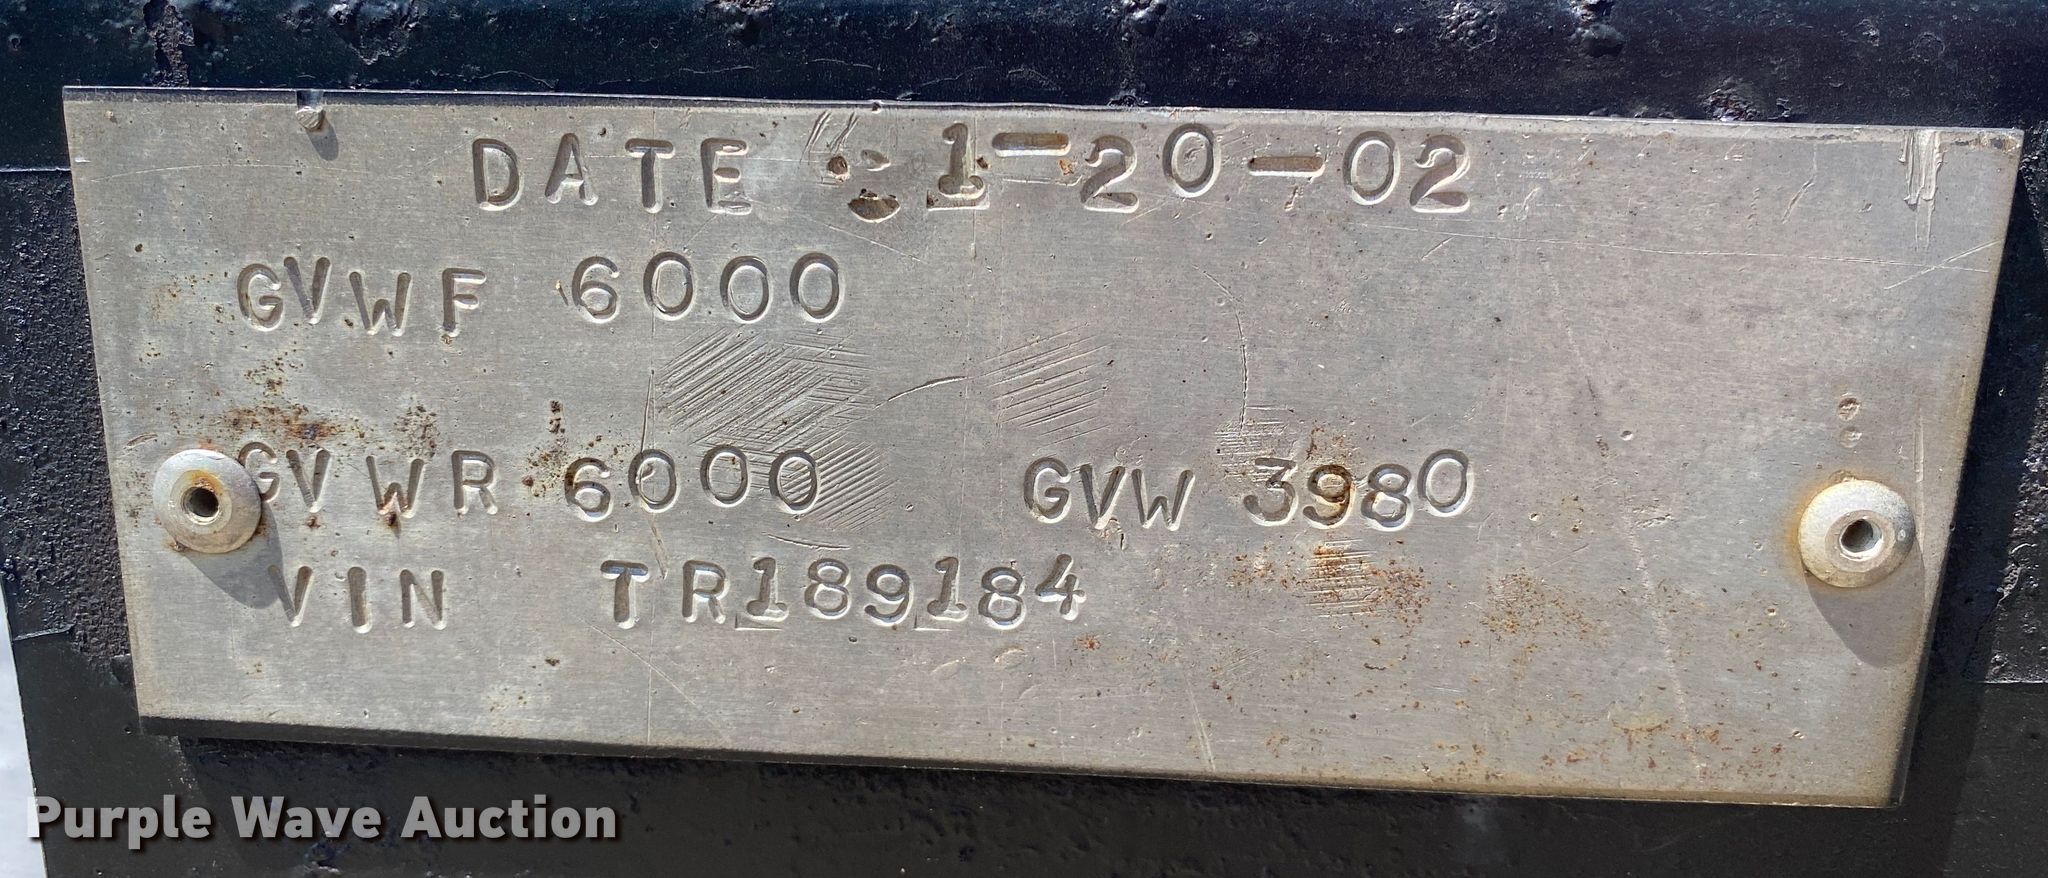 DATE 1-20-02
GVWF 6000
GVWR 6000 GVW 3980
VIN TR189184
Purple Wave Auction